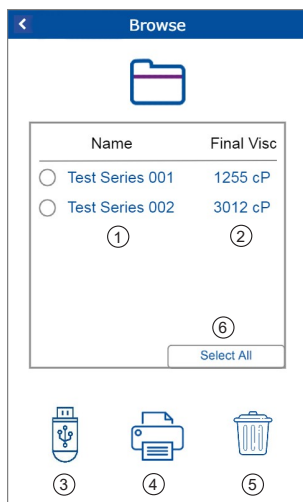 Browse
Name Final Visc
Test Series 001 1255 cP
Test Series 002 3012 cP
1 2
6
Select All
3 4 5